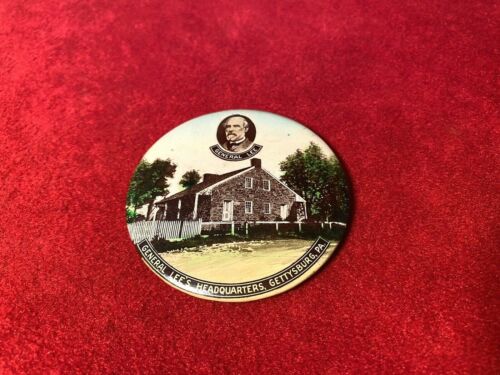 GENERAL LEE
GENERAL LEE'S HEADQUARTERS, GETTYSBURG, PA.